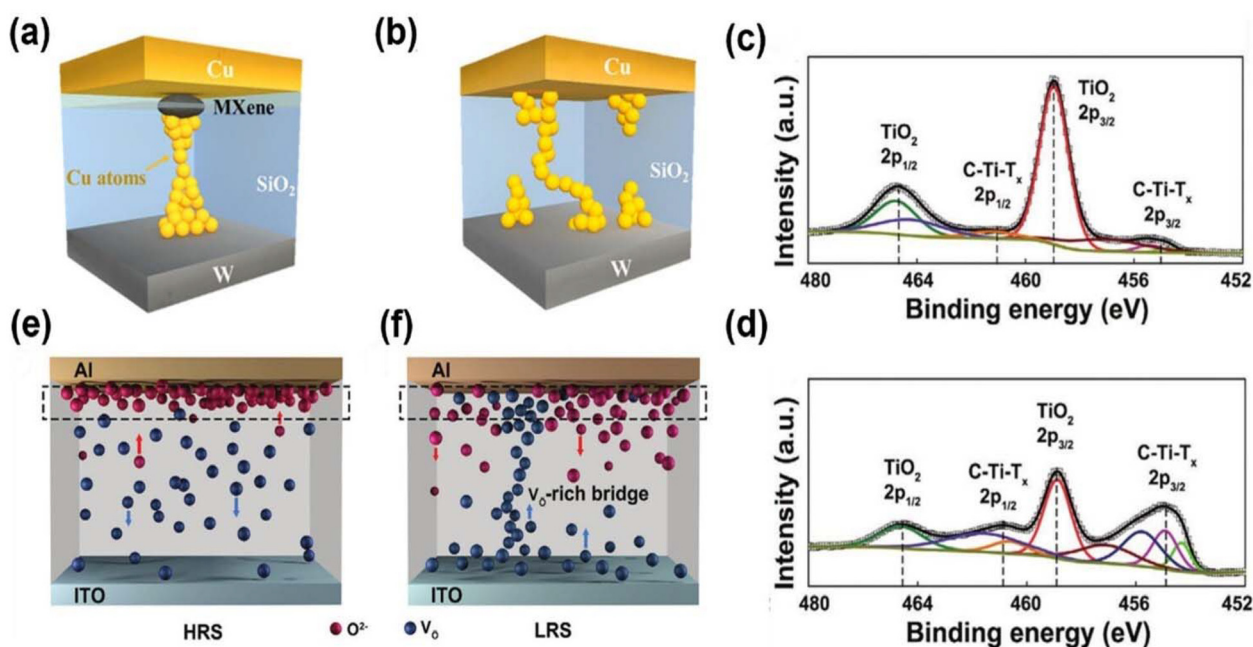 (a)
Cu
MXene
Cu atoms
SiO₂
W
(b)
Cu
SiO₂
W
(c)
Intensity (a.u.)
TiO₂
2p₁/₂
C-Ti-Tₓ
2p₁/₂
TiO₂
2p₃/₂
C-Ti-Tₓ
2p₃/₂
480 464 460 456 452
Binding energy (eV)
(e)
Al
ITO
HRS
(f)
Al
Vö-rich bridge
ITO
LRS
O²⁻
Vö
(d)
Intensity (a.u.)
TiO₂
2p₁/₂
C-Ti-Tₓ
2p₁/₂
TiO₂
2p₃/₂
C-Ti-Tₓ
2p₃/₂
480 464 460 456 452
Binding energy (eV)